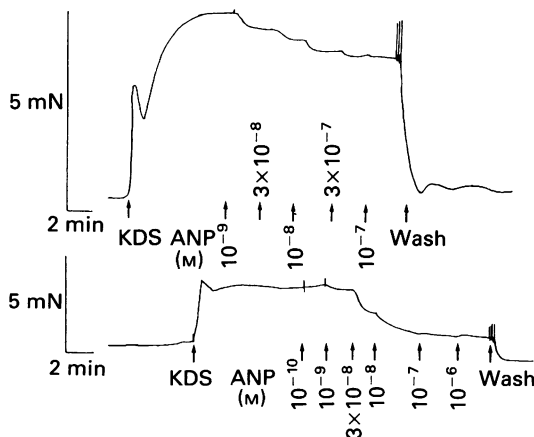 5 mN
2 min
KDS
ANP
(M)
10⁻⁹
3×10⁻⁸
10⁻⁸
3×10⁻⁷
10⁻⁷
Wash
5 mN
2 min
KDS
ANP
(M)
10⁻¹⁰
10⁻⁹
3×10⁻⁸
10⁻⁸
10⁻⁷
10⁻⁶
Wash